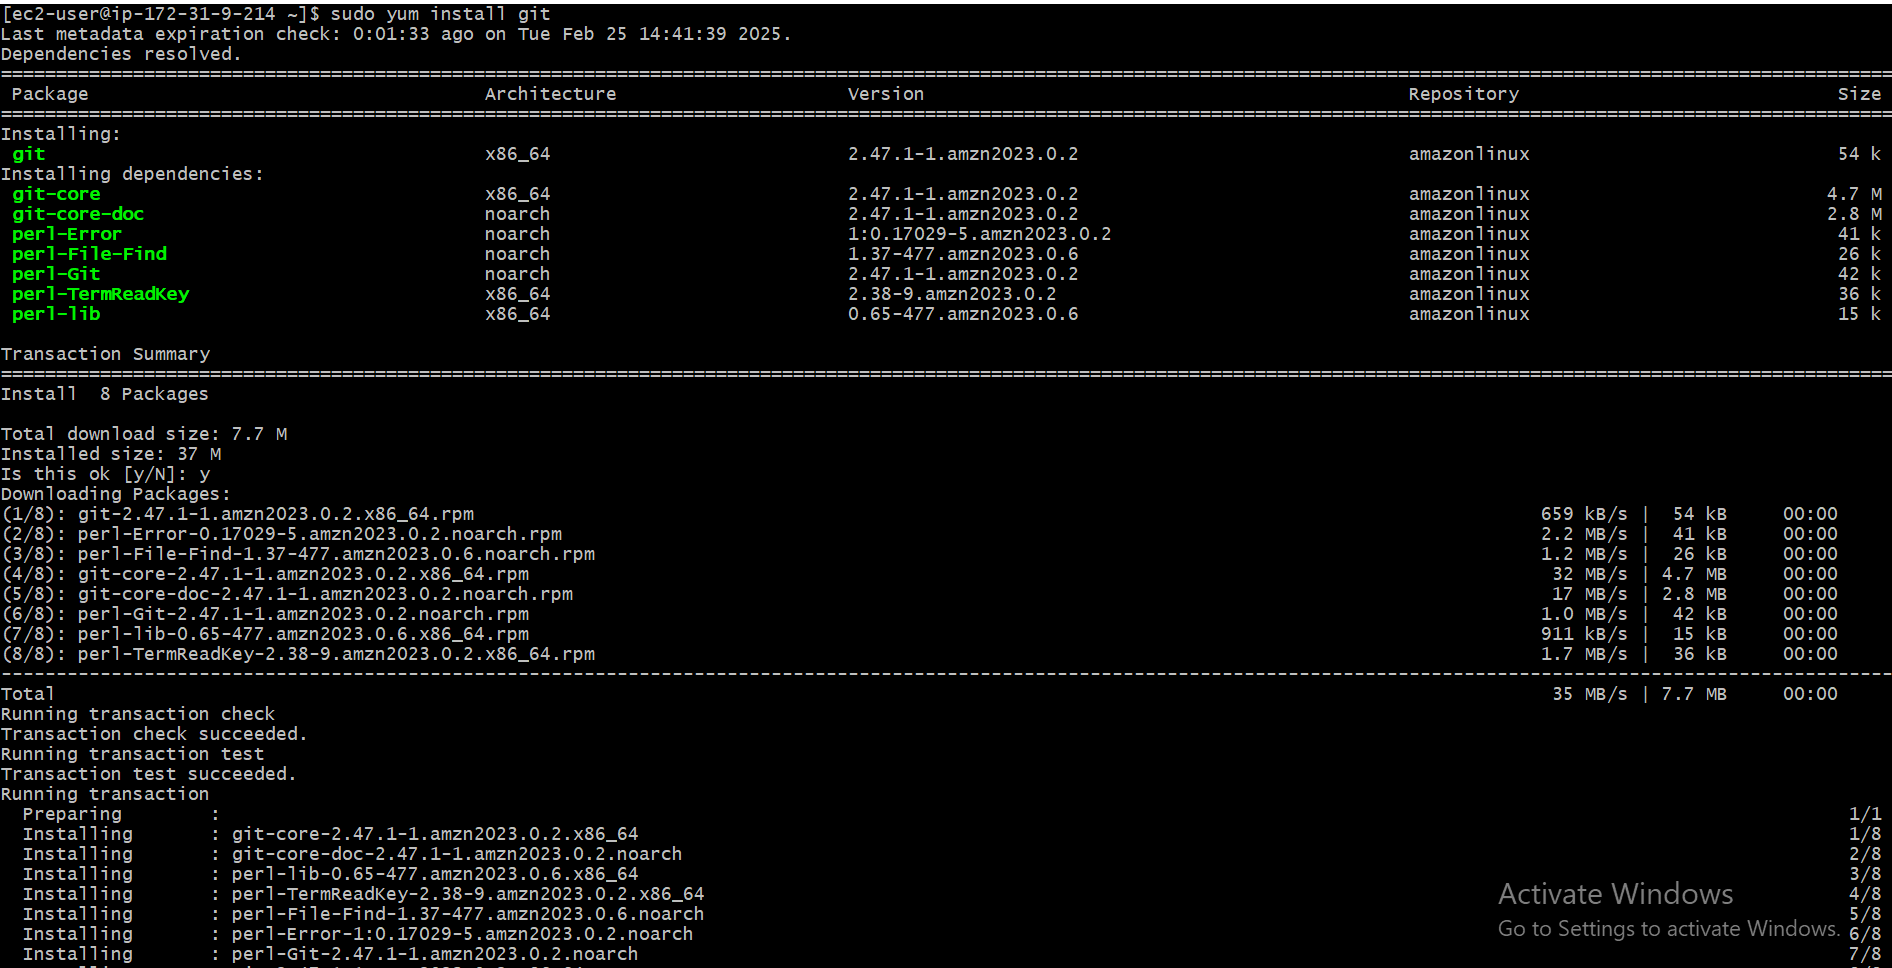 [ec2-user@ip-172-31-9-214 ~]$ sudo yum install git
Last metadata expiration check: 0:01:33 ago on Tue Feb 25 14:41:39 2025.
Dependencies resolved.
Package Architecture Version Repository Size
Installing:
git x86_64 2.47.1-1.amzn2023.0.2 amazonlinux 54 k
Installing dependencies:
git-core x86_64 2.47.1-1.amzn2023.0.2 amazonlinux 4.7 M
git-core-doc noarch 2.47.1-1.amzn2023.0.2 amazonlinux 2.8 M
perl-Error noarch 1:0.17029-5.amzn2023.0.2 amazonlinux 41 k
perl-File-Find noarch 1.37-477.amzn2023.0.6 amazonlinux 26 k
perl-Git noarch 2.47.1-1.amzn2023.0.2 amazonlinux 42 k
perl-TermReadKey x86_64 2.38-9.amzn2023.0.2 amazonlinux 36 k
perl-lib x86_64 0.65-477.amzn2023.0.6 amazonlinux 15 k
Transaction Summary
Install 8 Packages
Total download size: 7.7 M
Installed size: 37 M
Is this ok [y/N]: y
Downloading Packages:
(1/8): git-2.47.1-1.amzn2023.0.2.x86_64.rpm 659 kB/s | 54 kB 00:00
(2/8): perl-Error-0.17029-5.amzn2023.0.2.noarch.rpm 2.2 MB/s | 41 kB 00:00
(3/8): perl-File-Find-1.37-477.amzn2023.0.6.noarch.rpm 1.2 MB/s | 26 kB 00:00
(4/8): git-core-2.47.1-1.amzn2023.0.2.x86_64.rpm 32 MB/s | 4.7 MB 00:00
(5/8): git-core-doc-2.47.1-1.amzn2023.0.2.noarch.rpm 17 MB/s | 2.8 MB 00:00
(6/8): perl-Git-2.47.1-1.amzn2023.0.2.noarch.rpm 1.0 MB/s | 42 kB 00:00
(7/8): perl-lib-0.65-477.amzn2023.0.6.x86_64.rpm 911 kB/s | 15 kB 00:00
(8/8): perl-TermReadKey-2.38-9.amzn2023.0.2.x86_64.rpm 1.7 MB/s | 36 kB 00:00
Total 35 MB/s | 7.7 MB 00:00
Running transaction check
Transaction check succeeded.
Running transaction test
Transaction test succeeded.
Running transaction
Preparing : 1/1
Installing : git-core-2.47.1-1.amzn2023.0.2.x86_64 1/8
Installing : git-core-doc-2.47.1-1.amzn2023.0.2.noarch 2/8
Installing : perl-lib-0.65-477.amzn2023.0.6.x86_64 3/8
Installing : perl-TermReadKey-2.38-9.amzn2023.0.2.x86_64 4/8
Installing : perl-File-Find-1.37-477.amzn2023.0.6.noarch 5/8
Installing : perl-Error-1:0.17029-5.amzn2023.0.2.noarch 6/8
Installing : perl-Git-2.47.1-1.amzn2023.0.2.noarch 7/8
Activate Windows
Go to Settings to activate Windows.